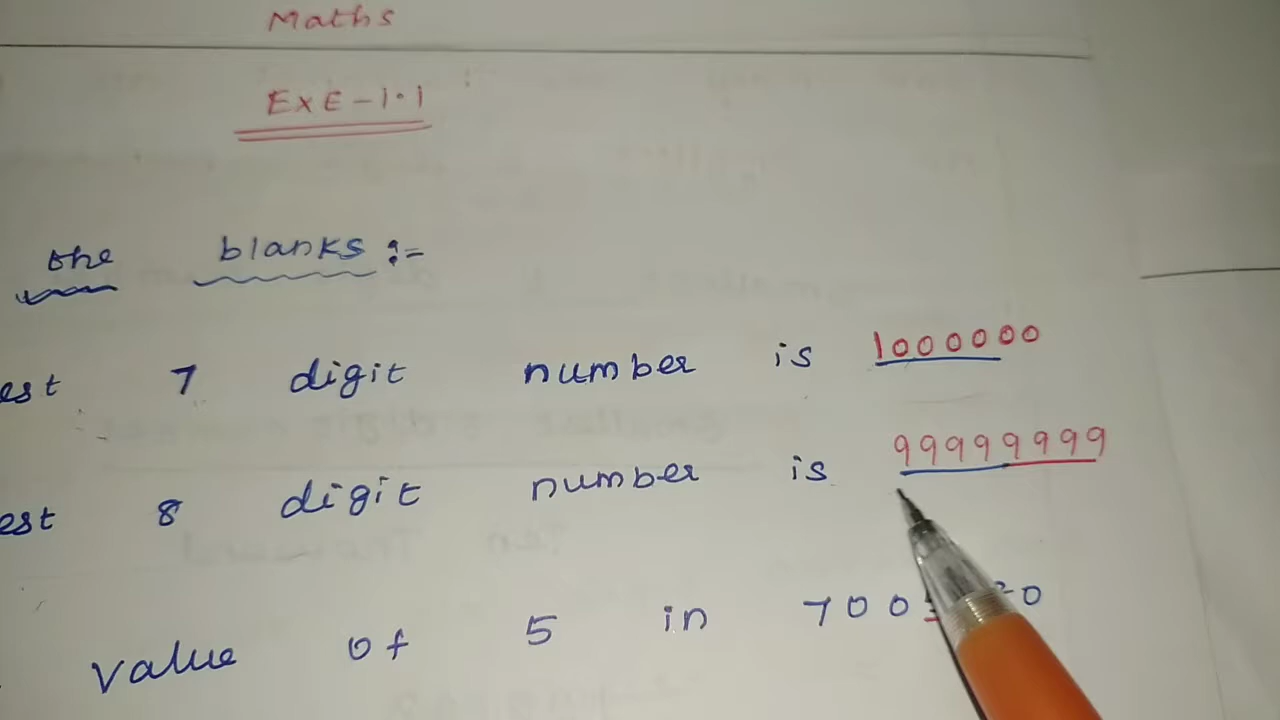 Maths
EXE-1.1
the blanks:-
est 7 digit number is 1000000
est 8 digit number is 99999999
value of 5 in 700